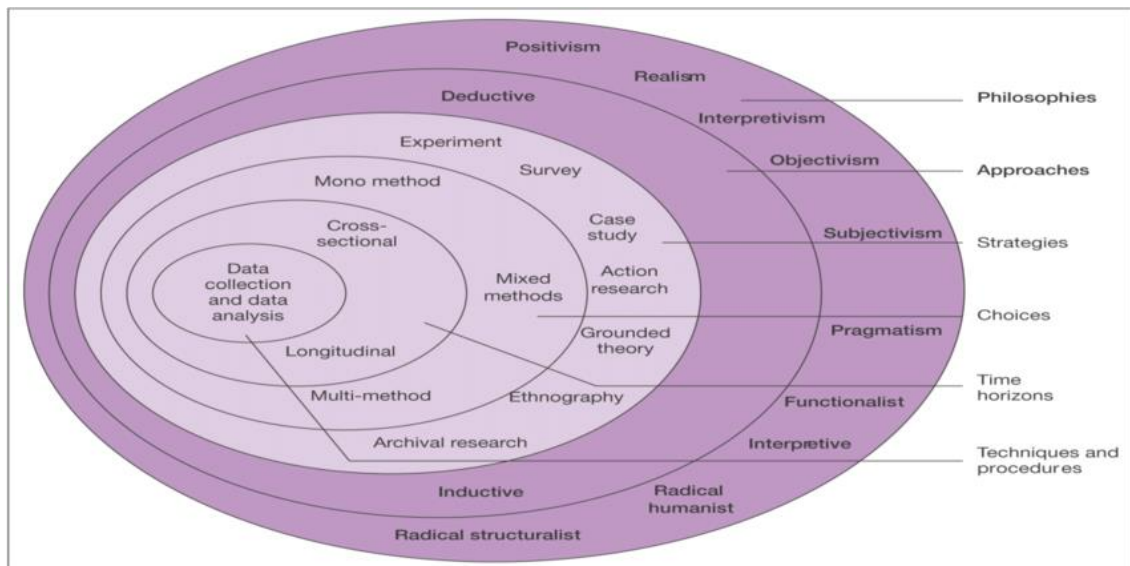 Positivism
Realism
Philosophies
Deductive
Interpretivism
Experiment
Objectivism
Approaches
Survey
Mono method
Case
study
Cross-
sectional
Subjectivism
Strategies
Data
collection
and data
analysis
Mixed
methods
Action
research
Choices
Grounded
theory
Pragmatism
Longitudinal
Time
horizons
Multi-method
Ethnography
Functionalist
Archival research
Interpretive
Techniques and
procedures
Inductive
Radical
humanist
Radical structuralist